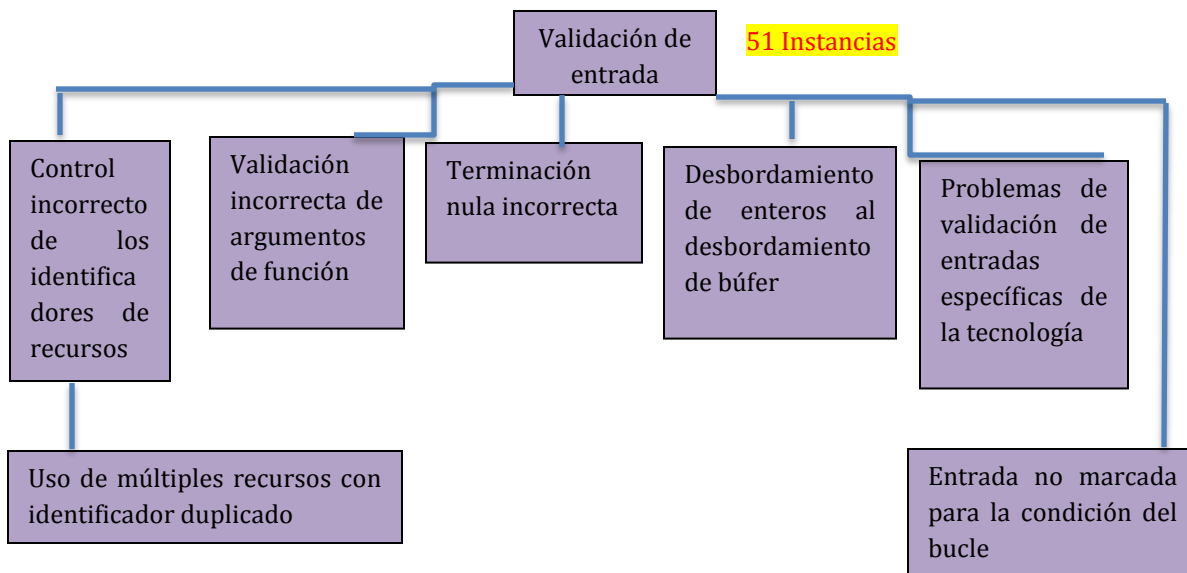 Validación de
entrada
51 Instancias
Control
incorrecto
de los
identifica
dores de
recursos
Validación
incorrecta de
argumentos
de función
Terminación
nula incorrecta
Desbordamiento
de enteros al
desbordamiento
de búfer
Problemas de
validación de
entradas
específicas de
la tecnología
Uso de múltiples recursos con
identificador duplicado
Entrada no marcada
para la condición del
bucle